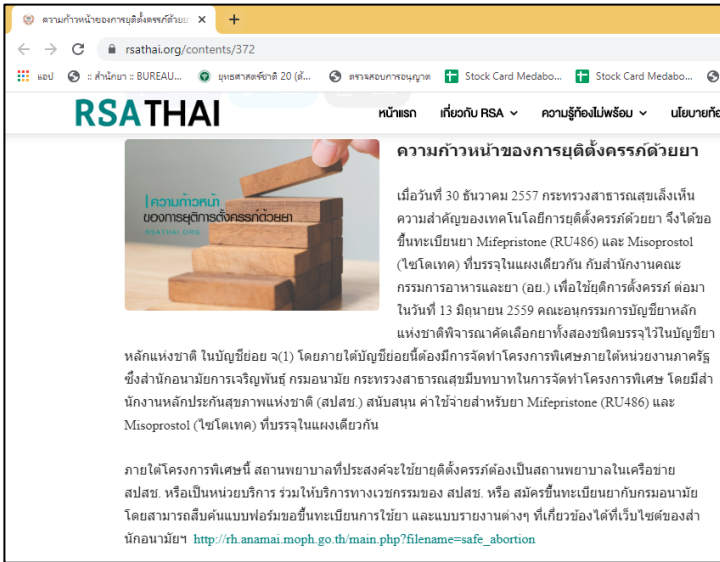 ความก้าวหน้าของการยุติตั้งครรภ์ด้วยย
rsathai.org/contents/372
แอป :: สำนักยา :: BUREAU... ยุทธศาสตร์ชาติ 20 (ต้... ตรวจสอบการอนุญาต Stock Card Medabo... Stock Card Medabo...
RSATHAI หน้าแรก เกี่ยวกับ RSA ความรู้ท้องไม่พร้อม นโยบายท้อ
ความก้าวหน้า
ของการยุติการตั้งครรภ์ด้วยยา
RSATHAI.ORG
ความก้าวหน้าของการยุติตั้งครรภ์ด้วยยา
เมื่อวันที่ 30 ธันวาคม 2557 กระทรวงสาธารณสุขเล็งเห็น
ความสำคัญของเทคโนโลยีการยุติตั้งครรภ์ด้วยยา จึงได้ขอ
ขึ้นทะเบียนยา Mifepristone (RU486) และ Misoprostol
(ไซโตเทค) ที่บรรจุในแผงเดียวกัน กับสำนักงานคณะ
กรรมการอาหารและยา (อย.) เพื่อใช้ยุติการตั้งครรภ์ ต่อมา
ในวันที่ 13 มิถุนายน 2559 คณะอนุกรรมการบัญชียาหลัก
แห่งชาติพิจารณาคัดเลือกยาทั้งสองชนิดบรรจุไว้ในบัญชียา
หลักแห่งชาติ ในบัญชีย่อย จ(1) โดยภายใต้บัญชีย่อยนี้ต้องมีการจัดทำโครงการพิเศษภายใต้หน่วยงานภาครัฐ
ซึ่งสำนักอนามัยการเจริญพันธุ์ กรมอนามัย กระทรวงสาธารณสุขมีบทบาทในการจัดทำโครงการพิเศษ โดยมีสำ
นักงานหลักประกันสุขภาพแห่งชาติ (สปสช.) สนับสนุน ค่าใช้จ่ายสำหรับยา Mifepristone (RU486) และ
Misoprostol (ไซโตเทค) ที่บรรจุในแผงเดียวกัน
ภายใต้โครงการพิเศษนี้ สถานพยาบาลที่ประสงค์จะใช้ยายุติตั้งครรภ์ต้องเป็นสถานพยาบาลในเครือข่าย
สปสช. หรือเป็นหน่วยบริการ ร่วมให้บริการทางเวชกรรมของ สปสช. หรือ สมัครขึ้นทะเบียนยากับกรมอนามัย
โดยสามารถสืบค้นแบบฟอร์มขอขึ้นทะเบียนการใช้ยา และแบบรายงานต่างๆ ที่เกี่ยวข้องได้ที่เว็บไซต์ของสำ
นักอนามัยฯ http://rh.anamai.moph.go.th/main.php?filename=safe_abortion